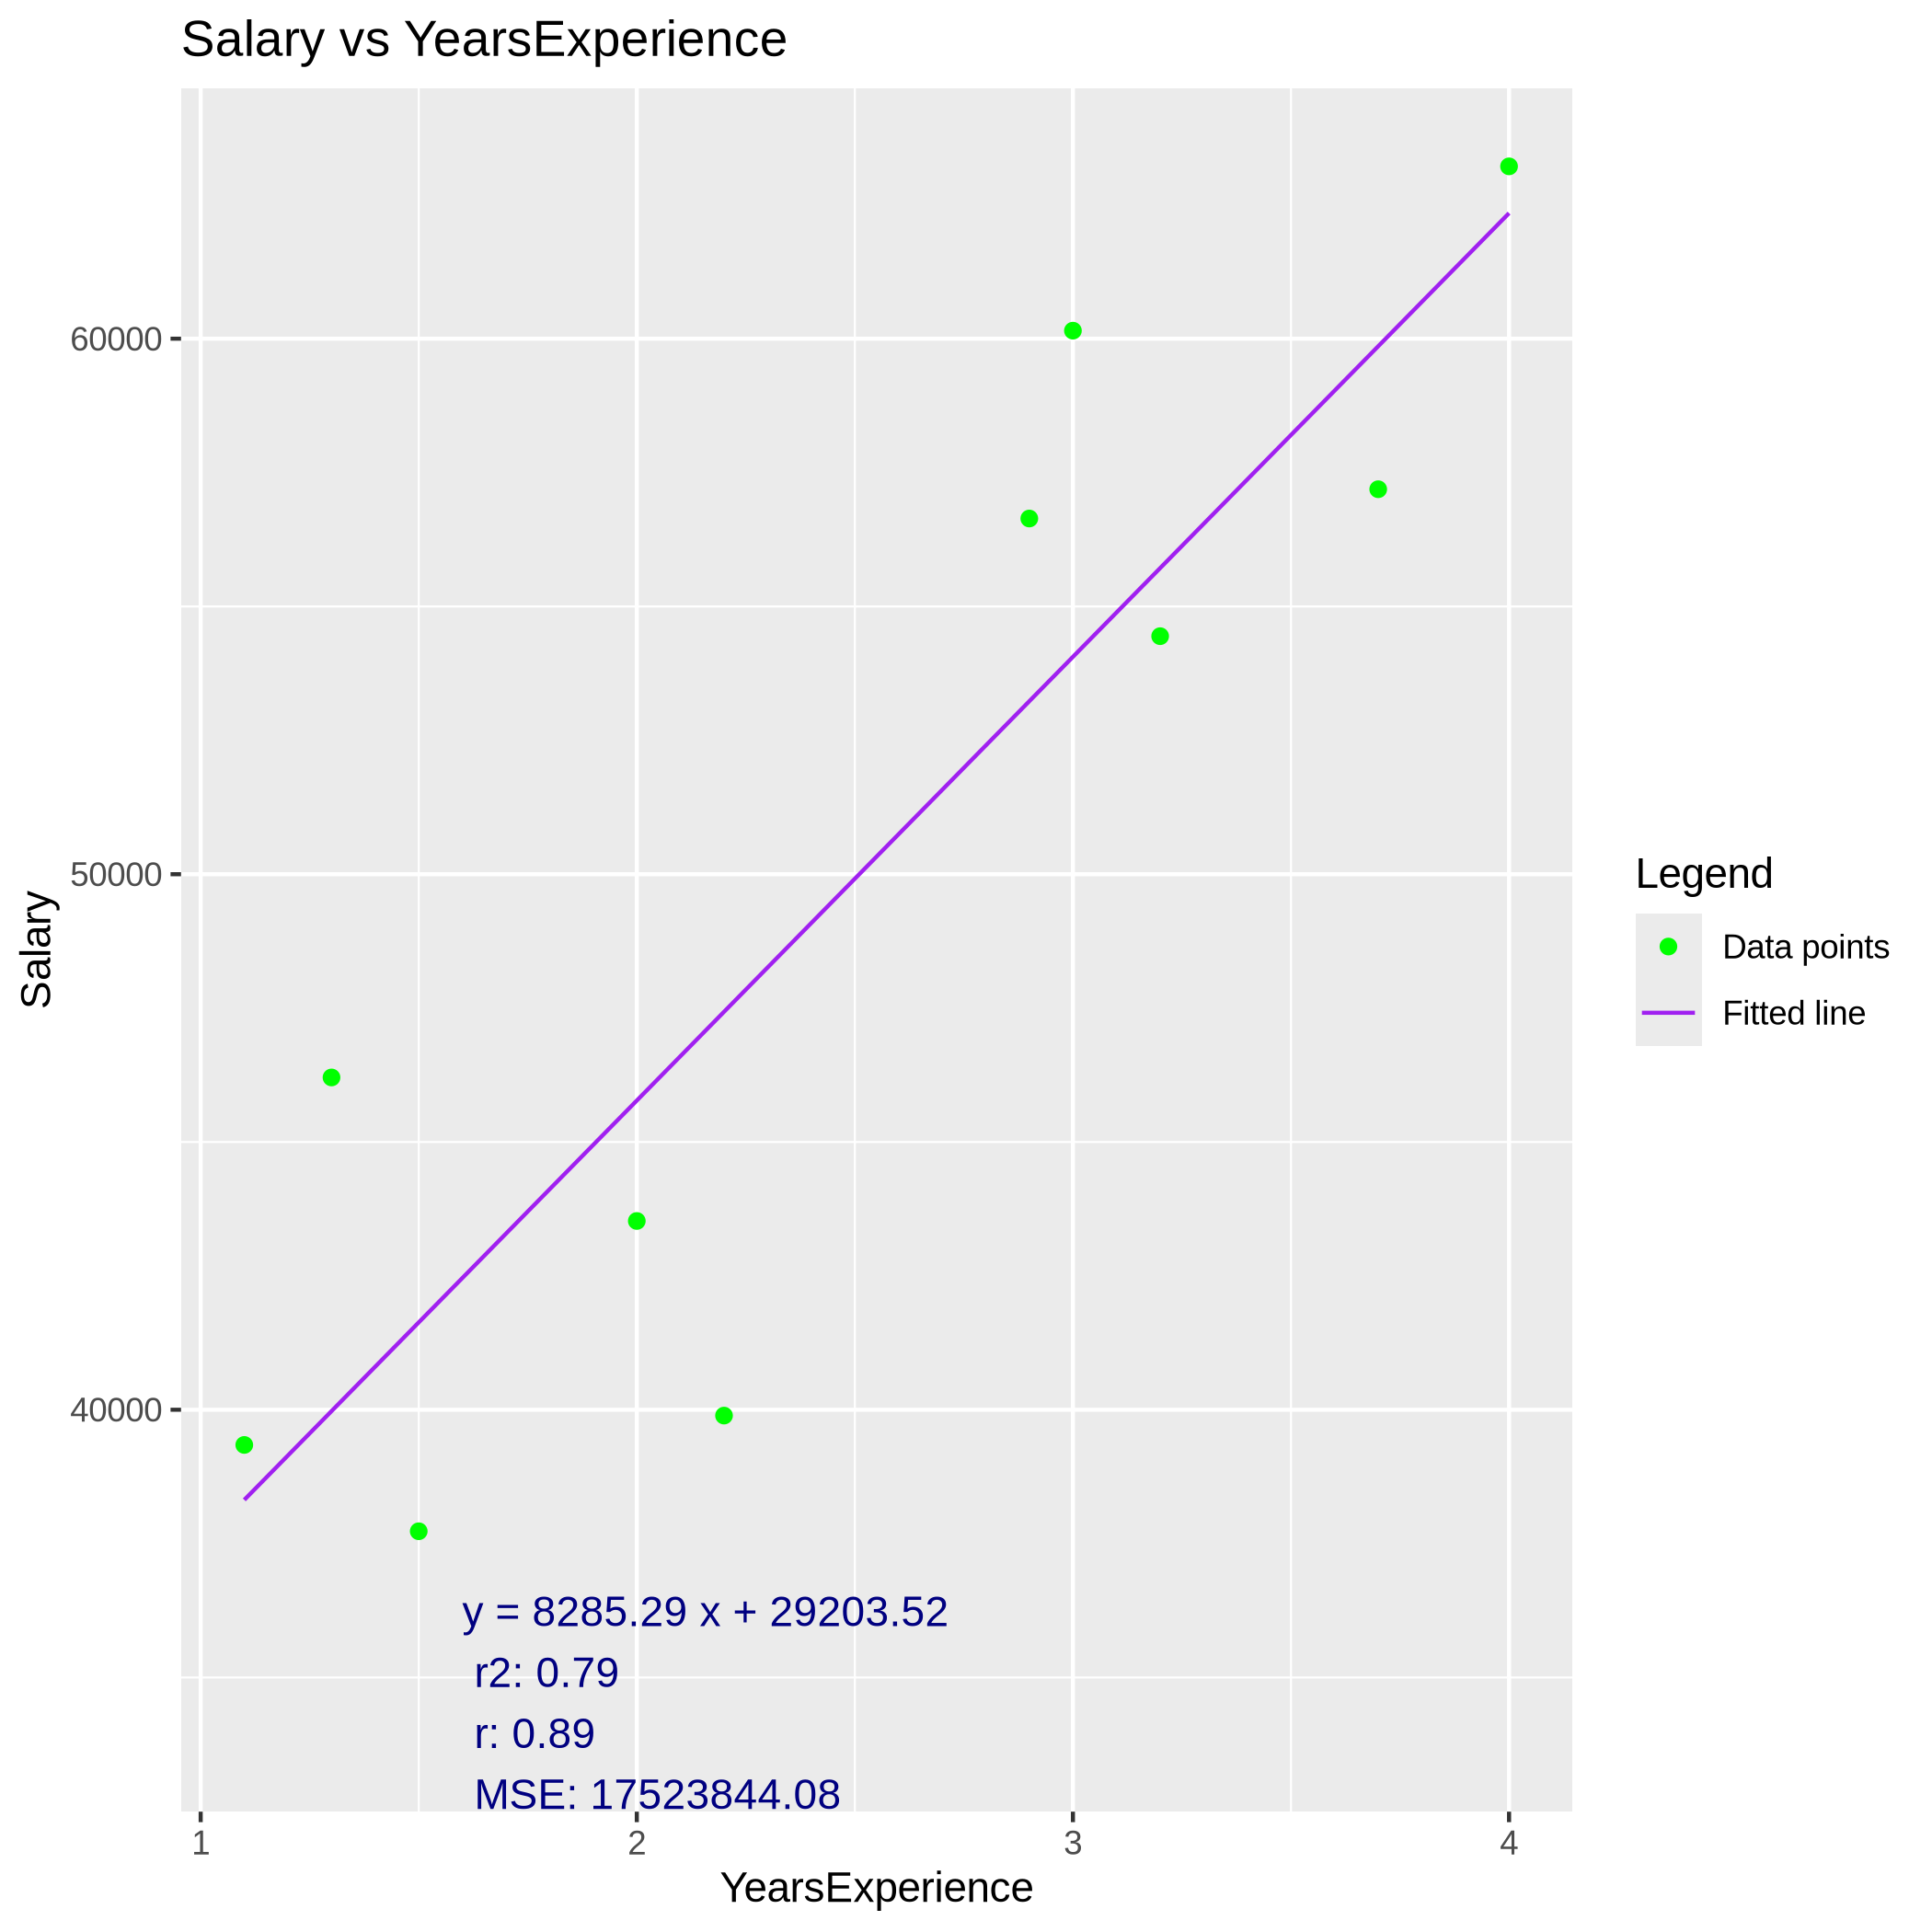 Salary vs YearsExperience
60000
50000
40000
Salary
1
2
3
4
YearsExperience
y = 8285.29 x + 29203.52
r2: 0.79
r: 0.89
MSE: 17523844.08
Legend
Data points
Fitted line